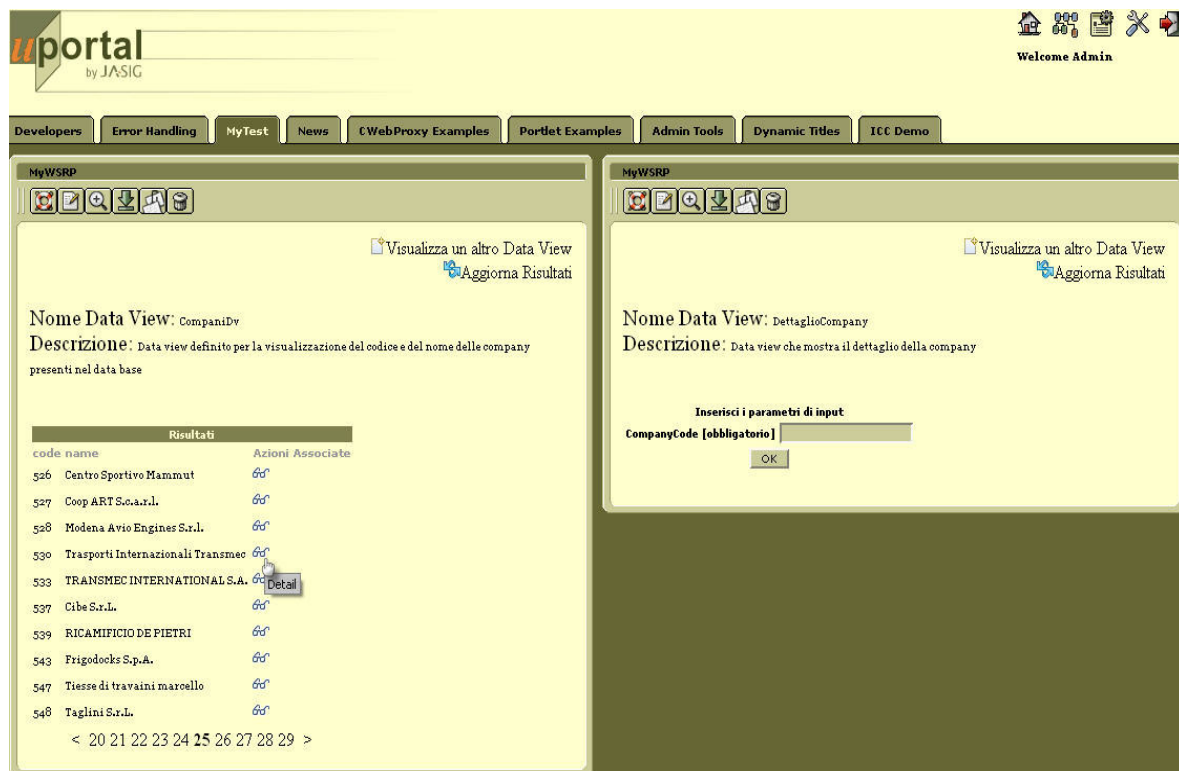 uportal
by JA-SIG
Welcome Admin
Developers Error Handling MyTest News CWebProxy Examples Portlet Examples Admin Tools Dynamic Titles ICC Demo
MyWSRP
Visualizza un altro Data View
Aggiorna Risultati
Nome Data View: CompaniDv
Descrizione: Data view definito per la visualizzazione del codice e del nome delle company
presenti nel data base
Risultati
code name Azioni Associate
526 Centro Sportivo Mammut
527 Coop ART S.c.a.r.l.
528 Modena Avio Engines S.r.l.
530 Trasporti Internazionali Transmec
533 TRANSMEC INTERNATIONAL S.A.
Detail
537 Cibe S.r.L.
539 RICAMIFICIO DE PIETRI
543 Frigodocks S.p.A.
547 Tiesse di travaini marcello
548 Taglini S.r.L.
< 20 21 22 23 24 25 26 27 28 29 >
MyWSRP
Visualizza un altro Data View
Aggiorna Risultati
Nome Data View: DettaglioCompany
Descrizione: Data view che mostra il dettaglio della company
Inserisci i parametri di input
CompanyCode [obbligatorio]
OK